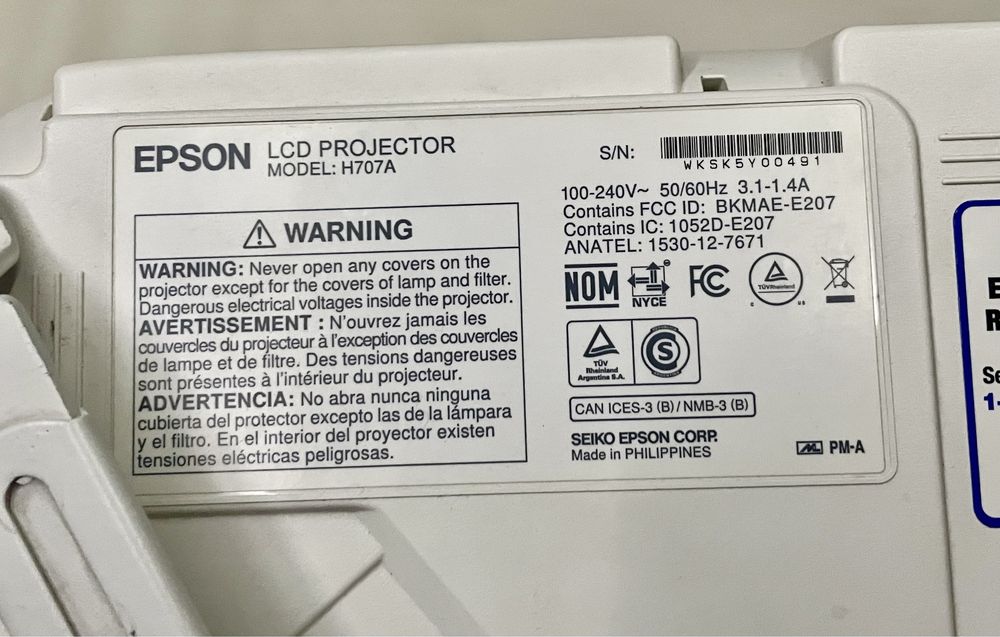 EPSON LCD PROJECTOR
MODEL: H707A
S/N:
WKSK5Y00491
100-240V~ 50/60Hz 3.1-1.4A
Contains FCC ID: BKMAE-E207
Contains IC: 1052D-E207
ANATEL: 1530-12-7671
NOM
NYCE
FC
TÜVRheinland
C US
TÜV
Rheinland
Argentina S.A.
S
CAN ICES-3 (B) / NMB-3 (B)
SEIKO EPSON CORP.
Made in PHILIPPINES
PM-A
WARNING
WARNING: Never open any covers on the
projector except for the covers of lamp and filter.
Dangerous electrical voltages inside the projector.
AVERTISSEMENT : N'ouvrez jamais les
couvercles du projecteur à l'exception des couvercles
de lampe et de filtre. Des tensions dangereuses
sont présentes à l'intérieur du projecteur.
ADVERTENCIA: No abra nunca ninguna
cubierta del protector excepto las de la lámpara
y el filtro. En el interior del proyector existen
tensiones eléctricas peligrosas.